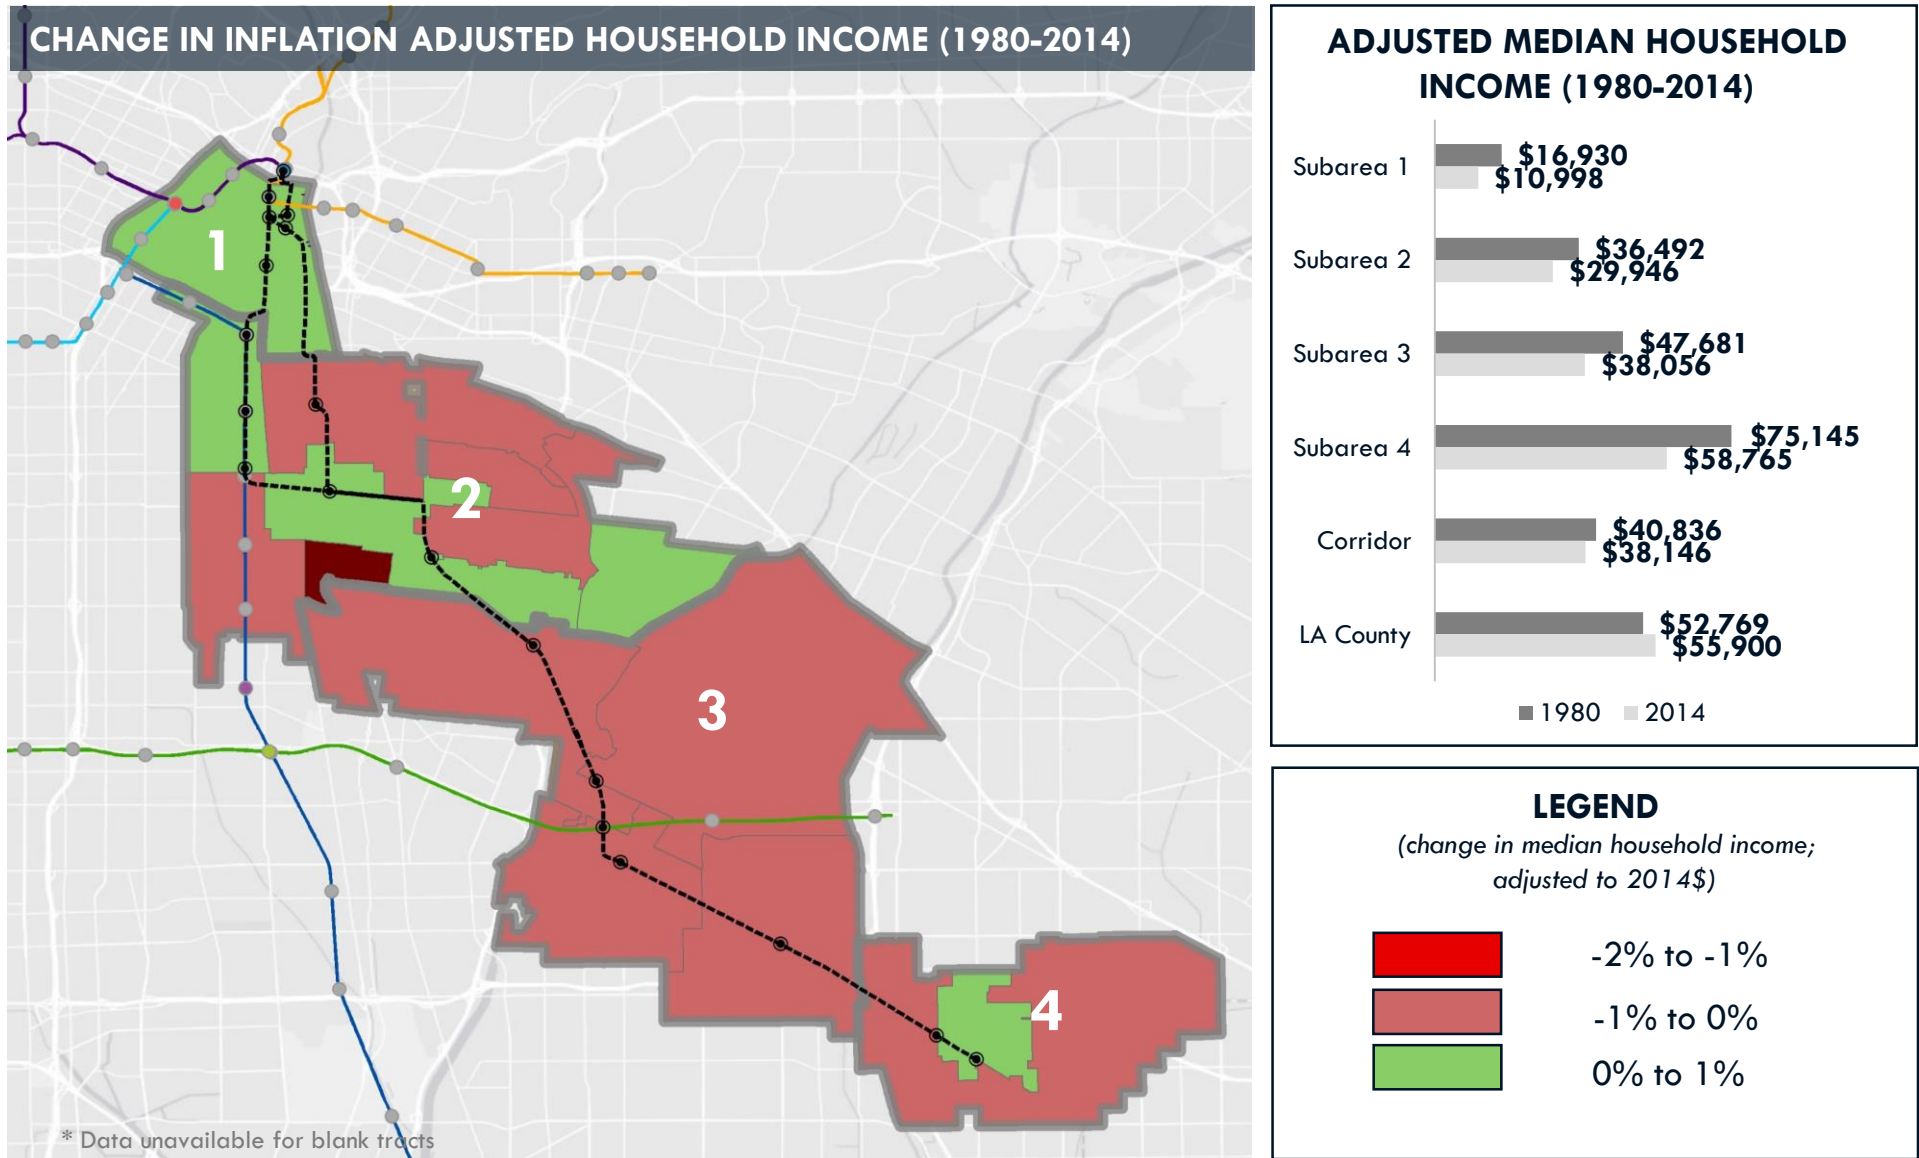 CHANGE IN INFLATION ADJUSTED HOUSEHOLD INCOME (1980-2014)
1
2
3
4
* Data unavailable for blank tracts
ADJUSTED MEDIAN HOUSEHOLD
INCOME (1980-2014)
Subarea 1
$16,930
$10,998
Subarea 2
$36,492
$29,946
Subarea 3
$47,681
$38,056
Subarea 4
$75,145
$58,765
Corridor
$40,836
$38,146
LA County
$52,769
$55,900
1980 2014
LEGEND
(change in median household income;
adjusted to 2014$)
-2% to -1%
-1% to 0%
0% to 1%